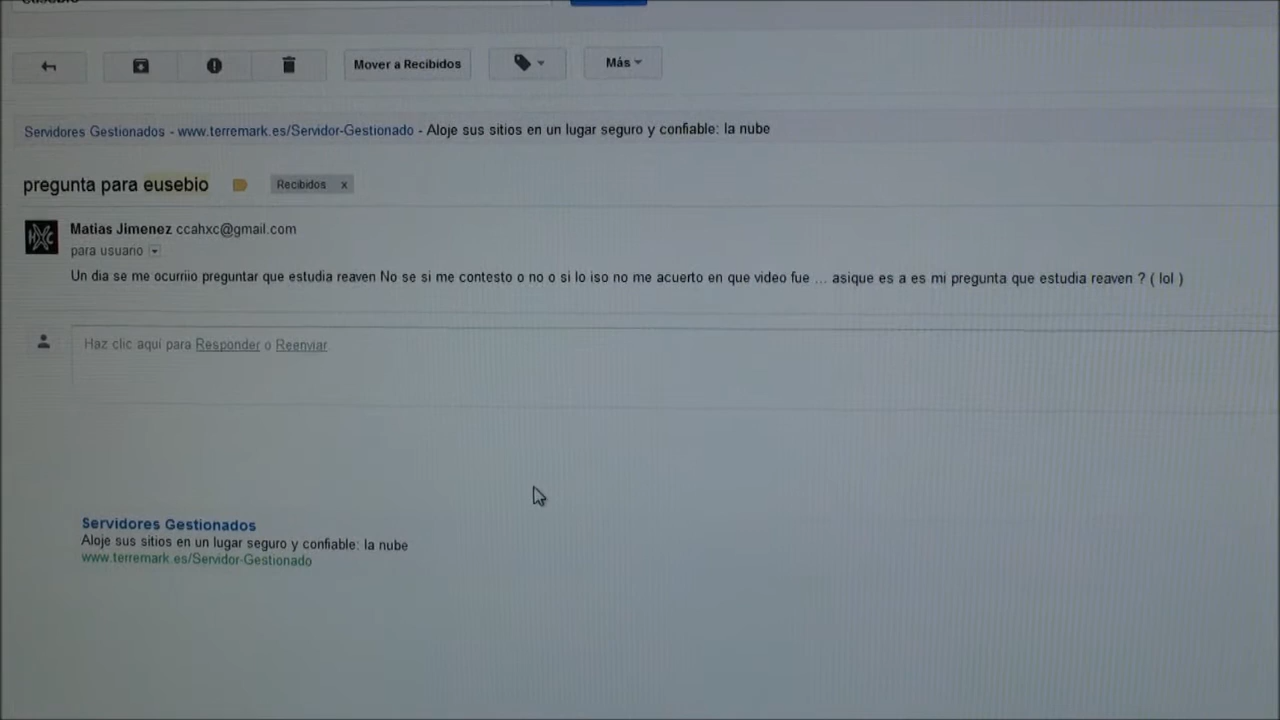 Mover a Recibidos
Más
Servidores Gestionados - www.terremark.es/Servidor-Gestionado - Aloje sus sitios en un lugar seguro y confiable: la nube
pregunta para eusebio
Recibidos x
HXC
Matias Jimenez ccahxc@gmail.com
para usuario
Un dia se me ocurriio preguntar que estudia reaven No se si me contesto o no o si lo iso no me acuerto en que video fue ... asique es a es mi pregunta que estudia reaven ? ( lol )
Haz clic aquí para Responder o Reenviar
Servidores Gestionados
Aloje sus sitios en un lugar seguro y confiable: la nube
www.terremark.es/Servidor-Gestionado